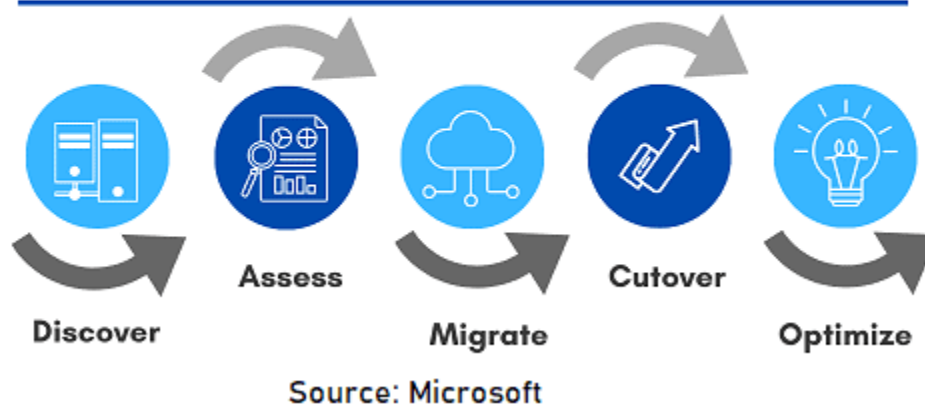 Discover
Assess
Migrate
Cutover
Optimize
Source: Microsoft